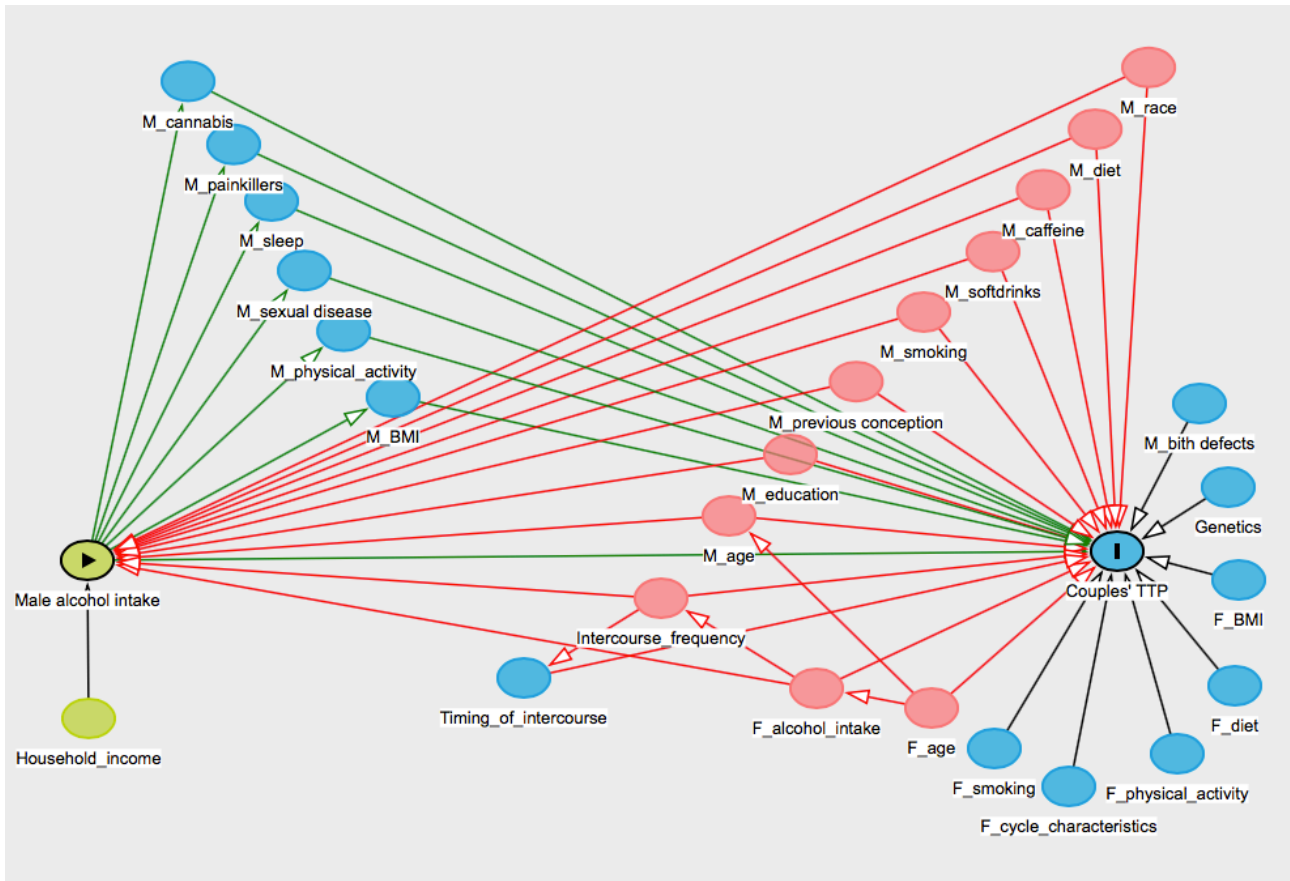 M_race
M_cannabis
M_diet
M_painkillers
M_caffeine
M_sleep
M_softdrinks
M_sexual disease
M_smoking
M_physical_activity
M_previous conception
M_BMI
M_bith defects
M_education
Genetics
M_age
Male alcohol intake
Couples' TTP
F_BMI
Intercourse_frequency
Timing_of_intercourse
F_alcohol_intake
F_diet
F_age
Household_income
F_smoking
F_physical_activity
F_cycle_characteristics